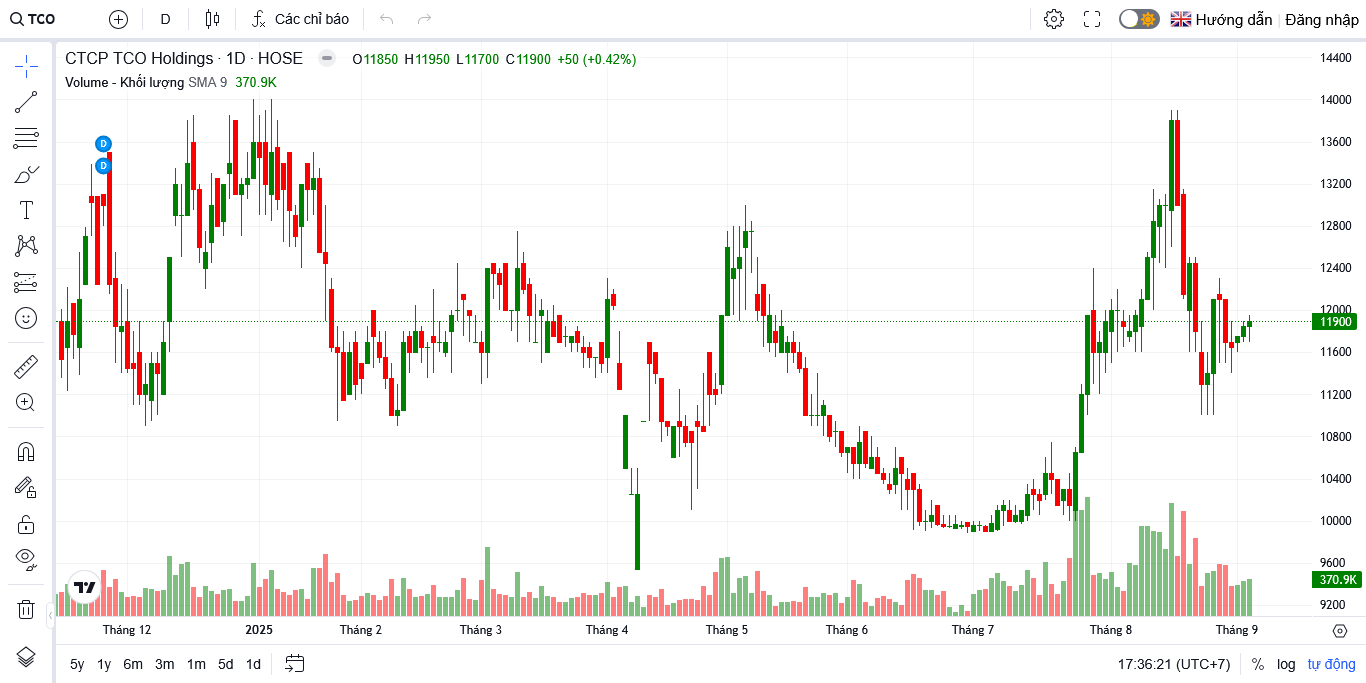 TCO D Các chỉ báo Hướng dẫn Đăng nhập
CTCP TCO Holdings · 1D · HOSE O11850 H11950 L11700 C11900 +50 (+0.42%)
Volume - Khối lượng SMA 9 370.9K
D
D
14400
14000
13600
13200
12800
12400
12000
11900
11600
11200
10800
10400
10000
9600
370.9K
9200
Tháng 12 2025 Tháng 2 Tháng 3 Tháng 4 Tháng 5 Tháng 6 Tháng 7 Tháng 8 Tháng 9
5y 1y 6m 3m 1m 5d 1d 17:36:21 (UTC+7) % log tự động